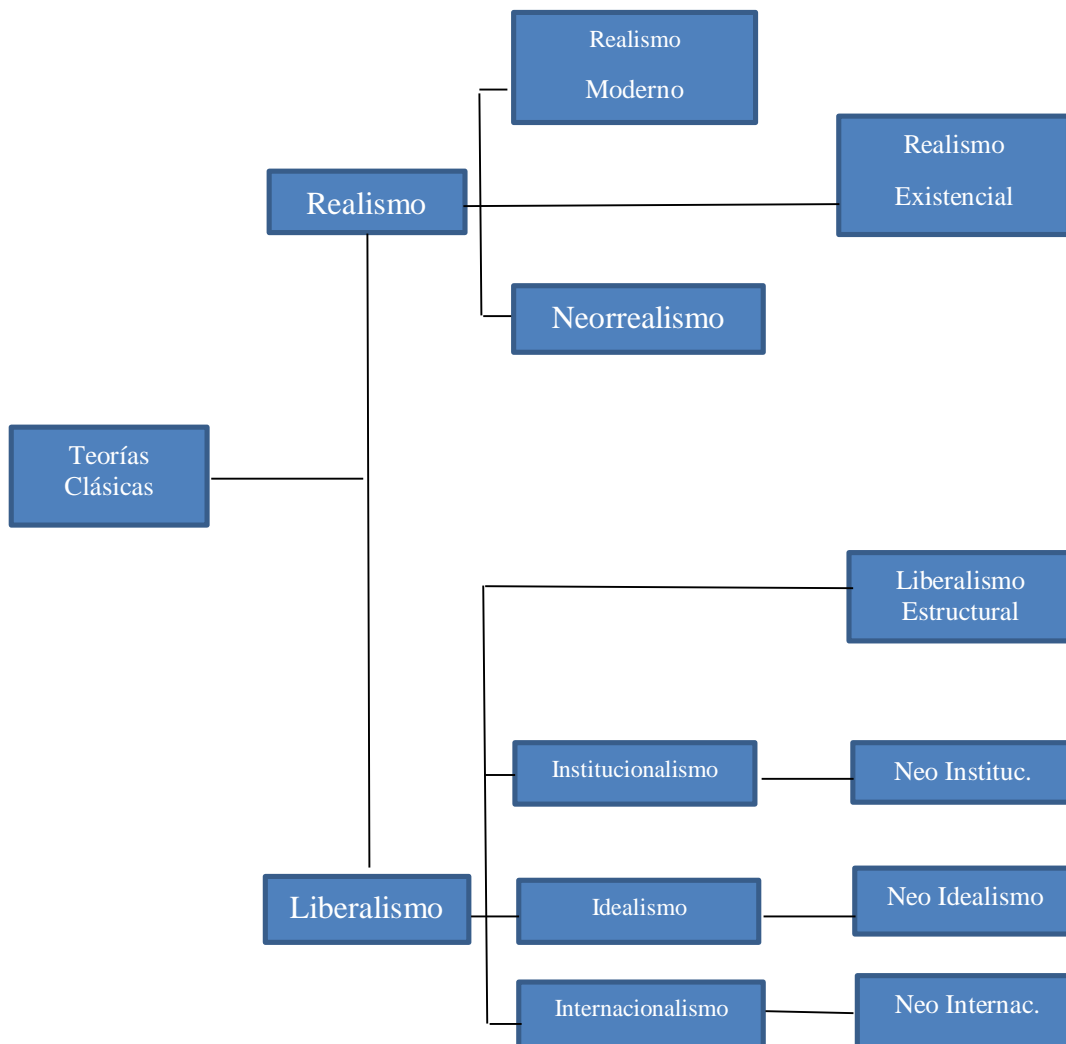 Realismo
Moderno
Realismo
Existencial
Realismo
Neorrealismo
Teorías
Clásicas
Liberalismo
Estructural
Institucionalismo
Neo Instituc.
Liberalismo
Idealismo
Neo Idealismo
Internacionalismo
Neo Internac.